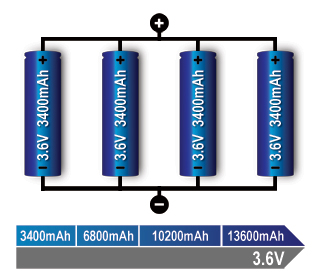 +
+ + + +
3.6V 3400mAh
3.6V 3400mAh
3.6V 3400mAh
3.6V 3400mAh
− − − −
−
3400mAh 6800mAh 10200mAh 13600mAh
3.6V